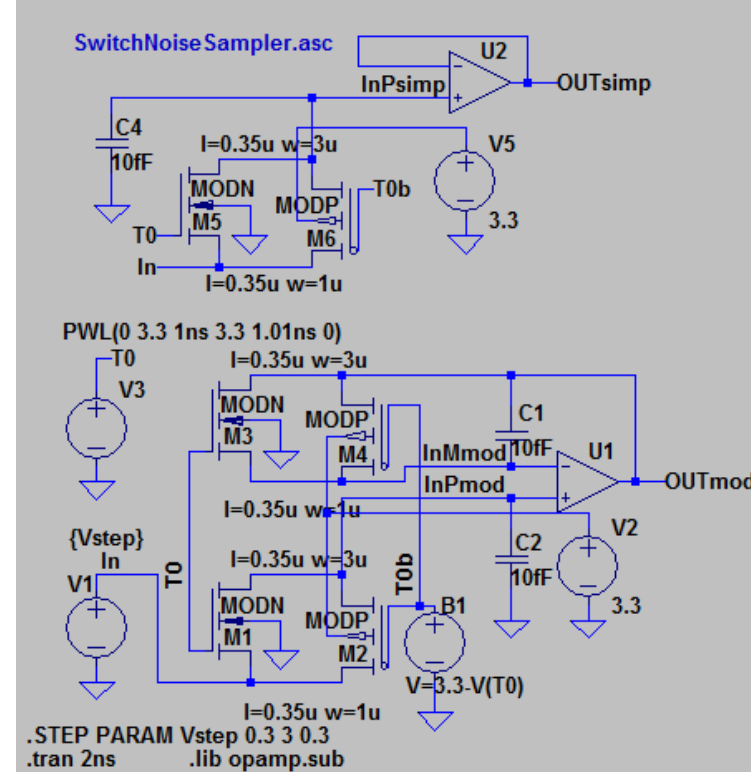 SwitchNoiseSampler.asc
U2
InPsimp
OUTsimp
C4
10fF
l=0.35u w=3u
V5
MODN
MODP
T0b
M5
M6
T0
3.3
In
l=0.35u w=1u
PWL(0 3.3 1ns 3.3 1.01ns 0)
T0
l=0.35u w=3u
V3
MODN
MODP
C1
M3
M4
InMmod
10fF
U1
InPmod
OUTmod
l=0.35u w=1u
V2
{Vstep}
In
V1
T0
l=0.35u w=3u
T0b
C2
10fF
MODN
MODP
B1
3.3
M1
M2
V=3.3-V(T0)
l=0.35u w=1u
.STEP PARAM Vstep 0.3 3 0.3
.tran 2ns
.lib opamp.sub